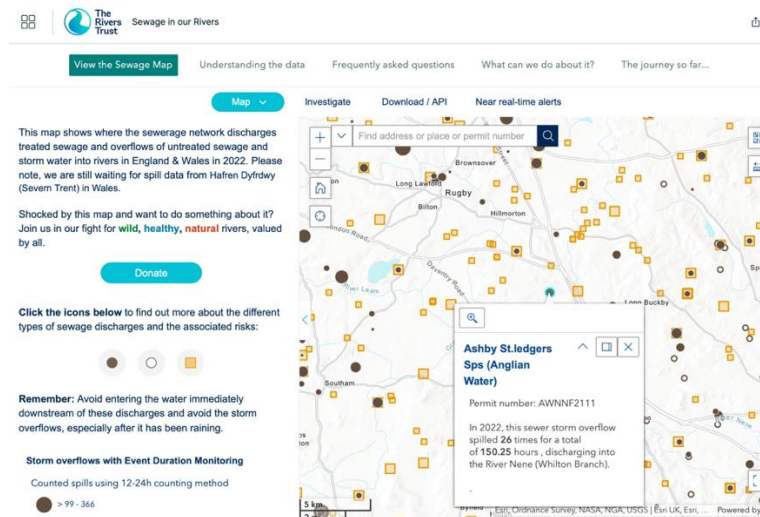 The
Rivers
Trust
Sewage in our Rivers
View the Sewage Map
Understanding the data
Frequently asked questions
What can we do about it?
The journey so far...
Map
Investigate
Download / API
Near real-time alerts
This map shows where the sewerage network discharges
treated sewage and overflows of untreated sewage and
storm water into rivers in England & Wales in 2022. Please
note, we are still waiting for spill data from Hafren Dyfrdwy
(Severn Trent) in Wales.
Shocked by this map and want to do something about it?
Join us in our fight for wild, healthy, natural rivers, valued
by all.
Donate
Click the icons below to find out more about the different
types of sewage discharges and the associated risks:
Remember: Avoid entering the water immediately
downstream of these discharges and avoid the storm
overflows, especially after it has been raining.
Storm overflows with Event Duration Monitoring
Counted spills using 12-24h counting method
> 99 - 366
Find address or place or permit number
Brownsover
Long Lawford
Rugby
Bilton
Hillmorton
Daventry Road
River Leam
Long Buckby
Southam
Ashby St.ledgers
Sps (Anglian
Water)
Permit number: AWNNF2111
In 2022, this sewer storm overflow
spilled 26 times for a total
of 150.25 hours , discharging into
the River Nene (Whilton Branch).
.
5 km
Esri, Ordnance Survey, NASA, NGA, USGS | Esri UK, Esri, ...
Powered by